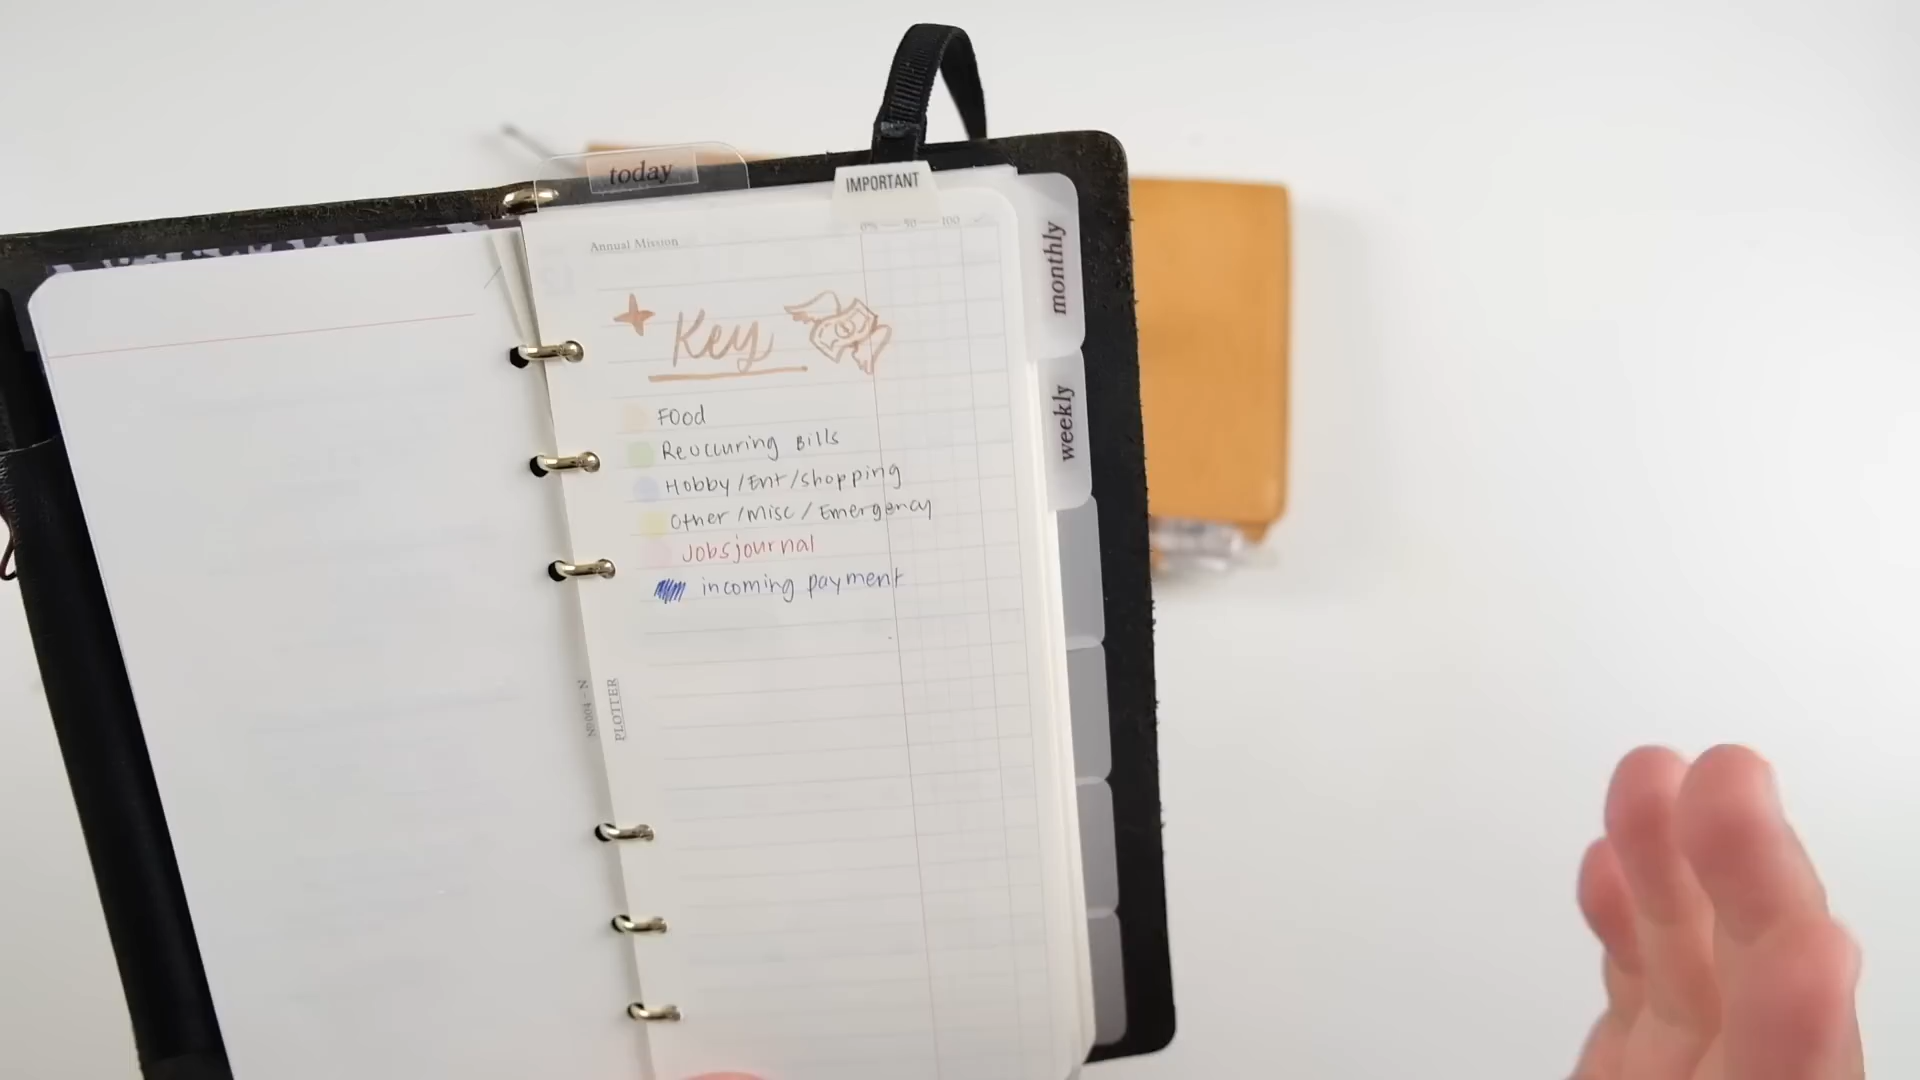 today
IMPORTANT
Annual Mission
0% 50 100
Key
Food
Reuccuring Bills
Hobby/Ent/shopping
Other/Misc/Emergency
Jobsjournal
incoming payment
monthly
weekly
PLOTTER